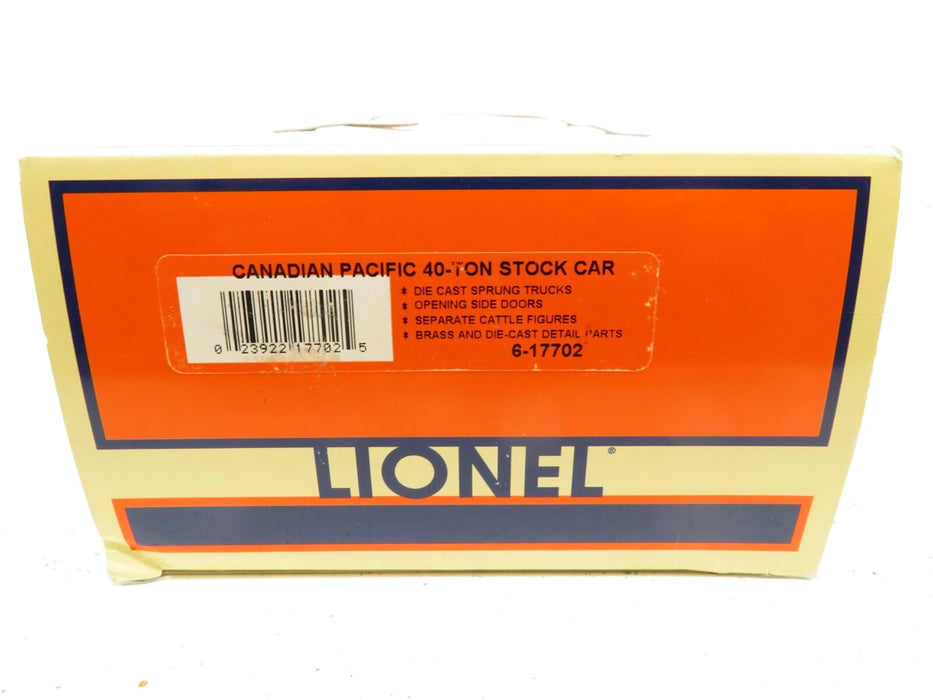 CANADIAN PACIFIC 40-TON STOCK CAR
* DIE CAST SPRUNG TRUCKS
* OPENING SIDE DOORS
* SEPARATE CATTLE FIGURES
* BRASS AND DIE-CAST DETAIL PARTS
0 23922 17702 5
6-17702
LIONEL®